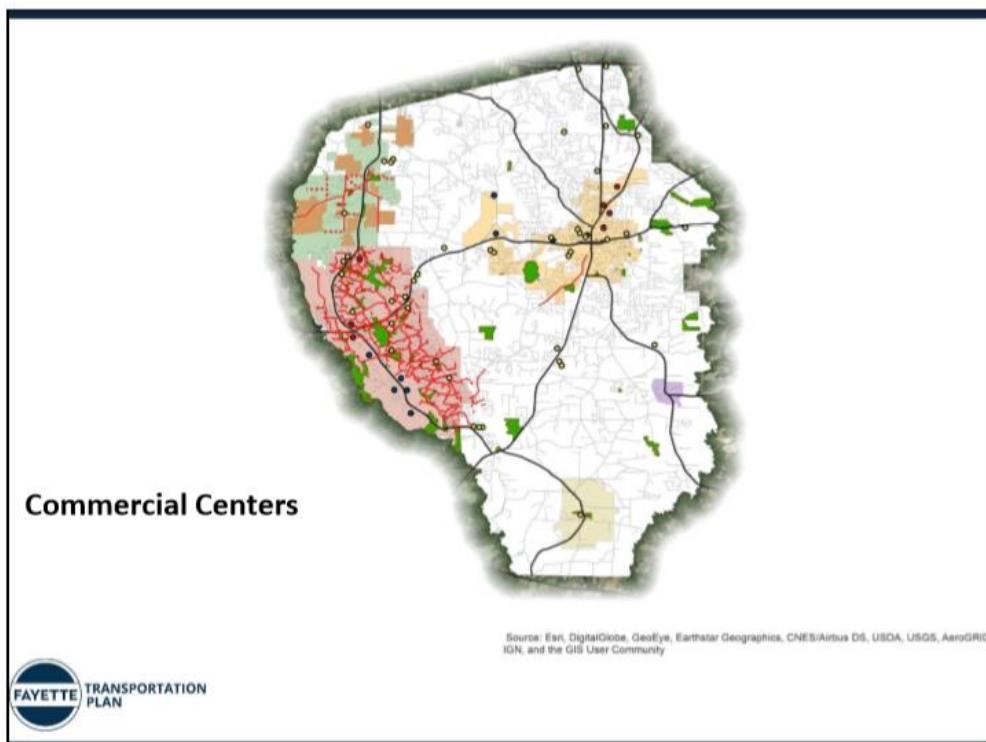 Commercial Centers
Source: Esri, DigitalGlobe, GeoEye, Earthstar Geographics, CNES/Airbus DS, USDA, USGS, AeroGRID
IGN, and the GIS User Community
FAYETTE
TRANSPORTATION
PLAN